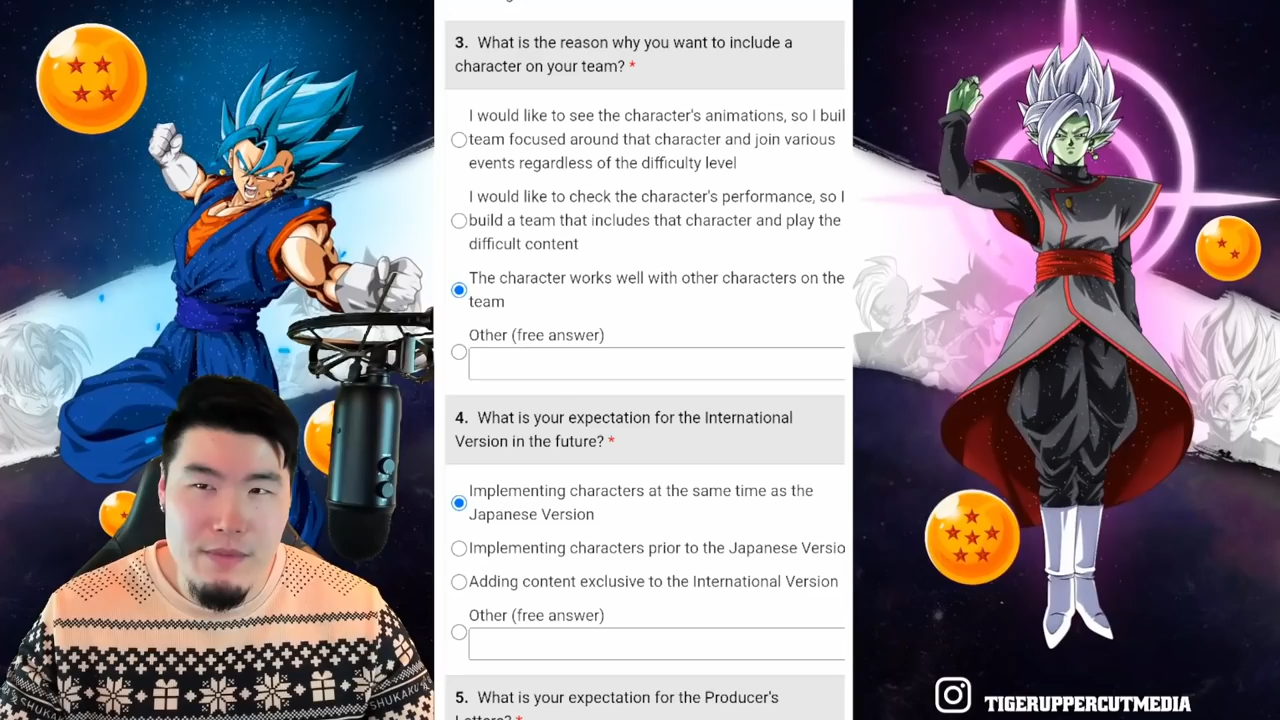 3. What is the reason why you want to include a
character on your team? *
I would like to see the character's animations, so I buil
team focused around that character and join various
events regardless of the difficulty level
I would like to check the character's performance, so I
build a team that includes that character and play the
difficult content
The character works well with other characters on the
team
Other (free answer)
4. What is your expectation for the International
Version in the future? *
Implementing characters at the same time as the
Japanese Version
Implementing characters prior to the Japanese Versio
Adding content exclusive to the International Version
Other (free answer)
5. What is your expectation for the Producer's
Letters? *
SHUKAKU
TIGERUPPERCUTMEDIA